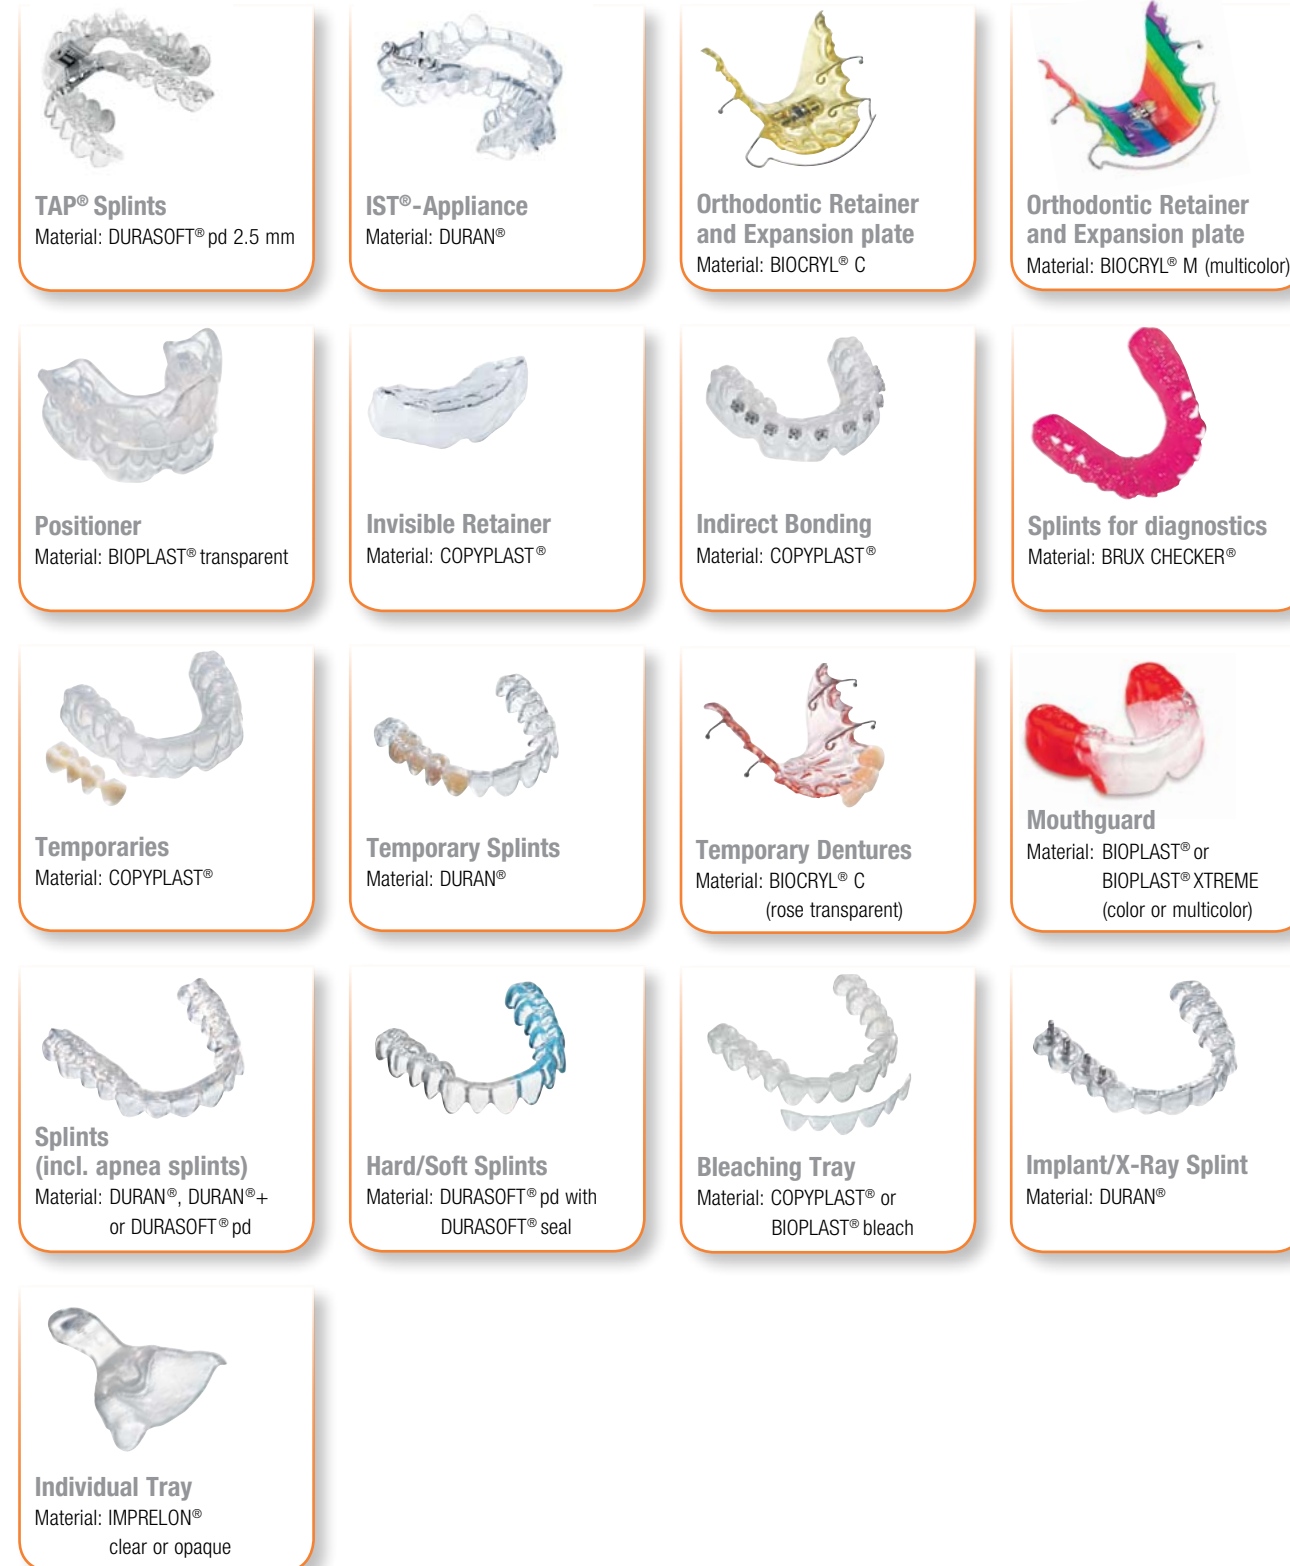 TAP® Splints
Material: DURASOFT® pd 2.5 mm
IST®-Appliance
Material: DURAN®
Orthodontic Retainer
and Expansion plate
Material: BIOCRYL® C
Orthodontic Retainer
and Expansion plate
Material: BIOCRYL® M (multicolor)
Positioner
Material: BIOPLAST® transparent
Invisible Retainer
Material: COPYPLAST®
Indirect Bonding
Material: COPYPLAST®
Splints for diagnostics
Material: BRUX CHECKER®
Temporaries
Material: COPYPLAST®
Temporary Splints
Material: DURAN®
Temporary Dentures
Material: BIOCRYL® C
(rose transparent)
Mouthguard
Material: BIOPLAST® or
BIOPLAST® XTREME
(color or multicolor)
Splints
(incl. apnea splints)
Material: DURAN®, DURAN®+
or DURASOFT® pd
Hard/Soft Splints
Material: DURASOFT® pd with
DURASOFT® seal
Bleaching Tray
Material: COPYPLAST® or
BIOPLAST® bleach
Implant/X-Ray Splint
Material: DURAN®
Individual Tray
Material: IMPRELON®
clear or opaque